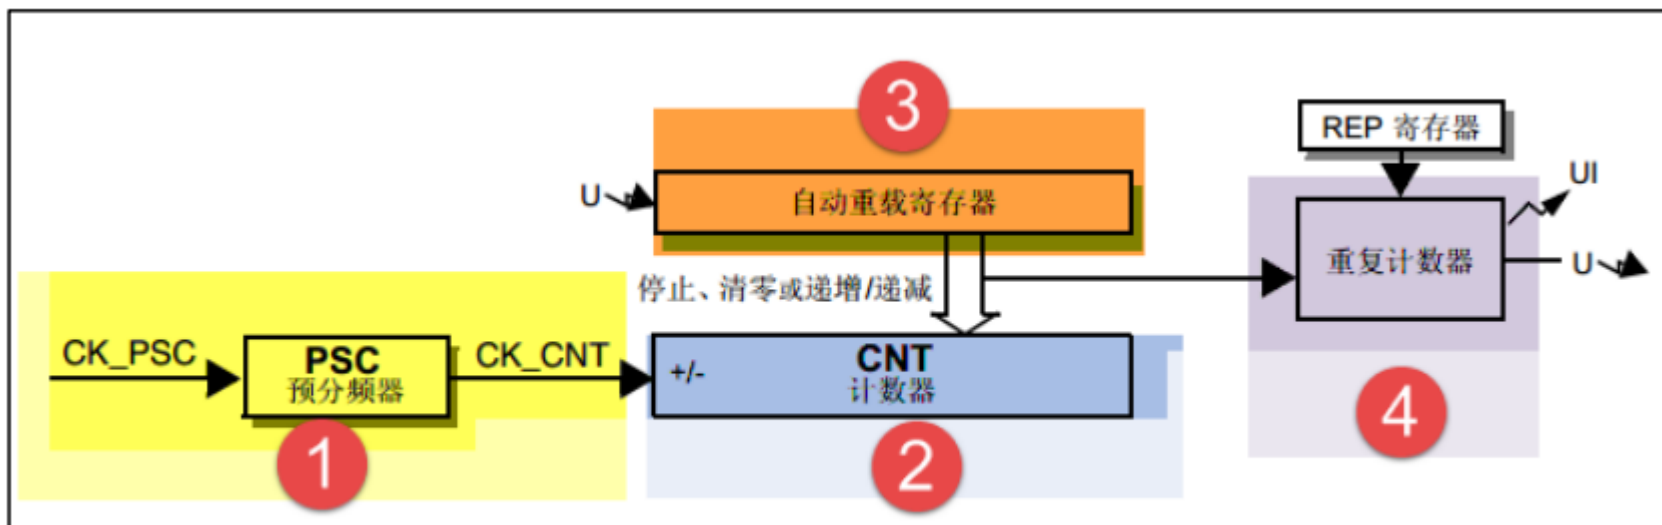 3
REP 寄存器
U
自动重载寄存器
UI
重复计数器
U
停止、清零或递增/递减
CK_PSC
PSC
预分频器
CK_CNT
+/-
CNT
计数器
4
1
2